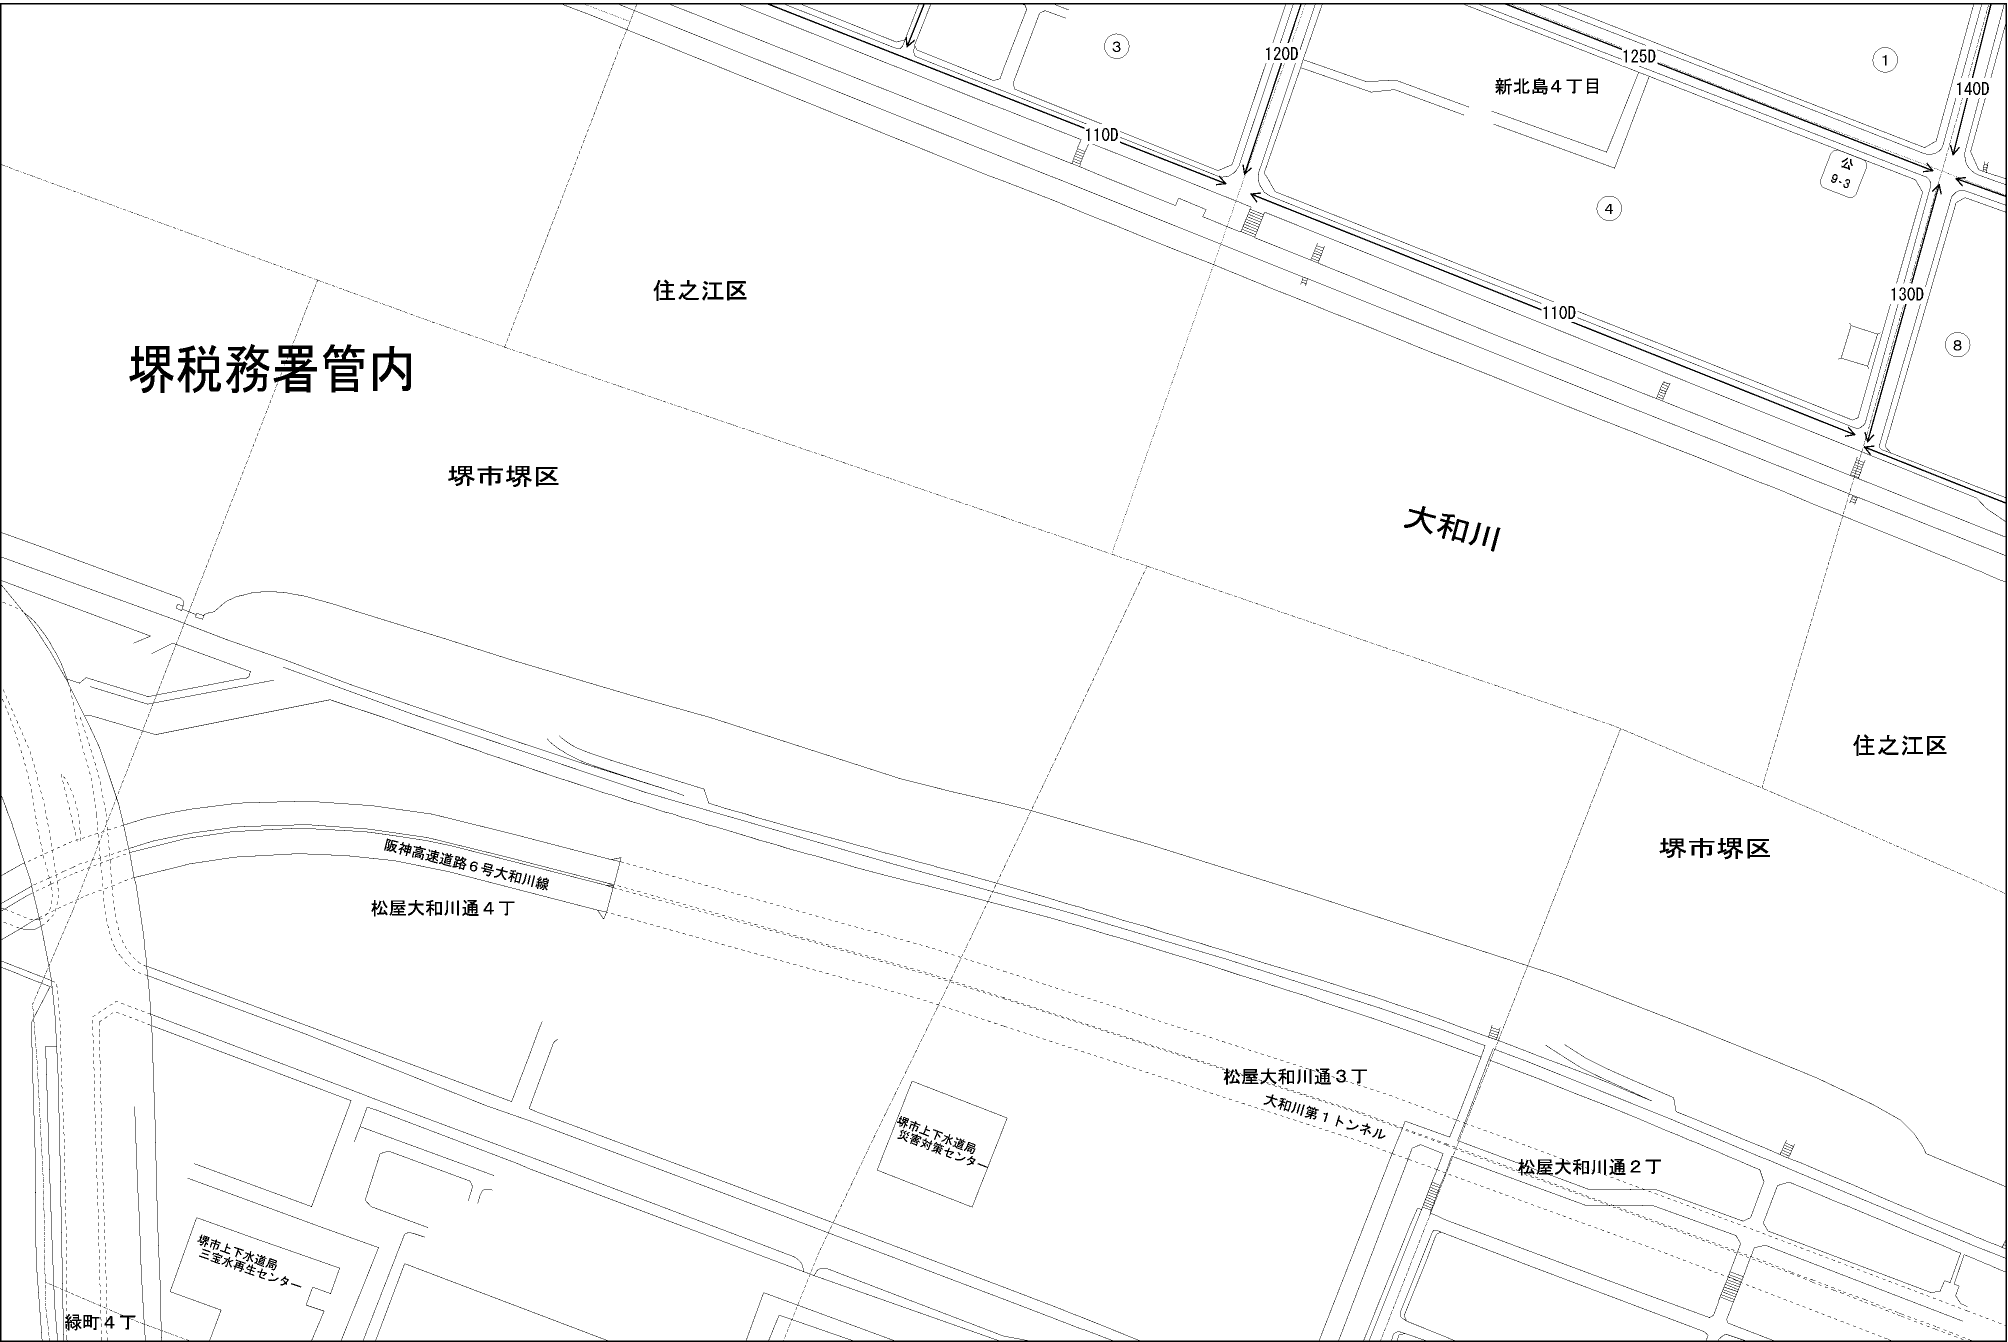 ③
120D
125D
①
新北島４丁目
140D
110D
公
9-3
④
住之江区
130D
110D
⑧
堺税務署管内
堺市堺区
大和川
住之江区
堺市堺区
阪神高速道路６号大和川線
松屋大和川通４丁
松屋大和川通３丁
大和川第１トンネル
堺市上下水道局
災害対策センター
松屋大和川通２丁
堺市上下水道局
三宝水再生センター
緑町４丁